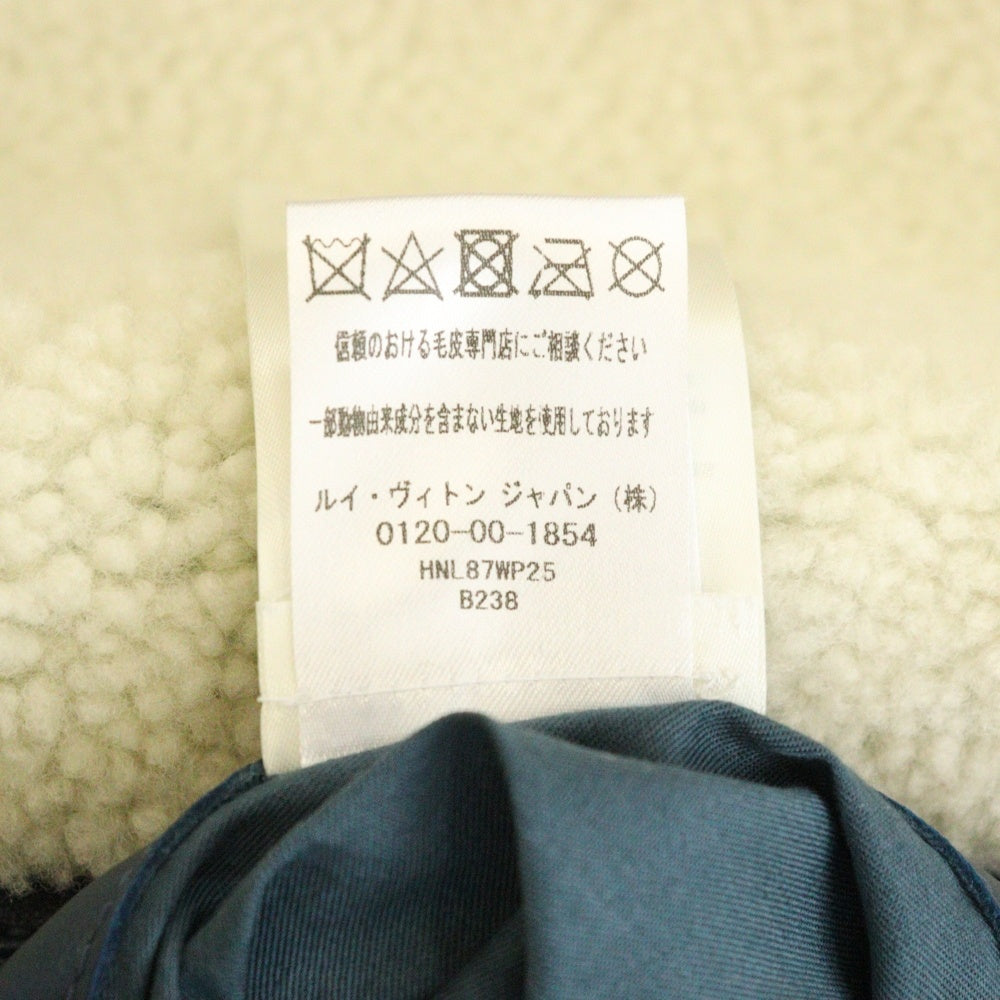 信頼のおける毛皮専門店にご相談ください
一部動物由来成分を含まない生地を使用しております
ルイ・ヴィトン ジャパン (株)
0120-00-1854
HNL87WP25
B238